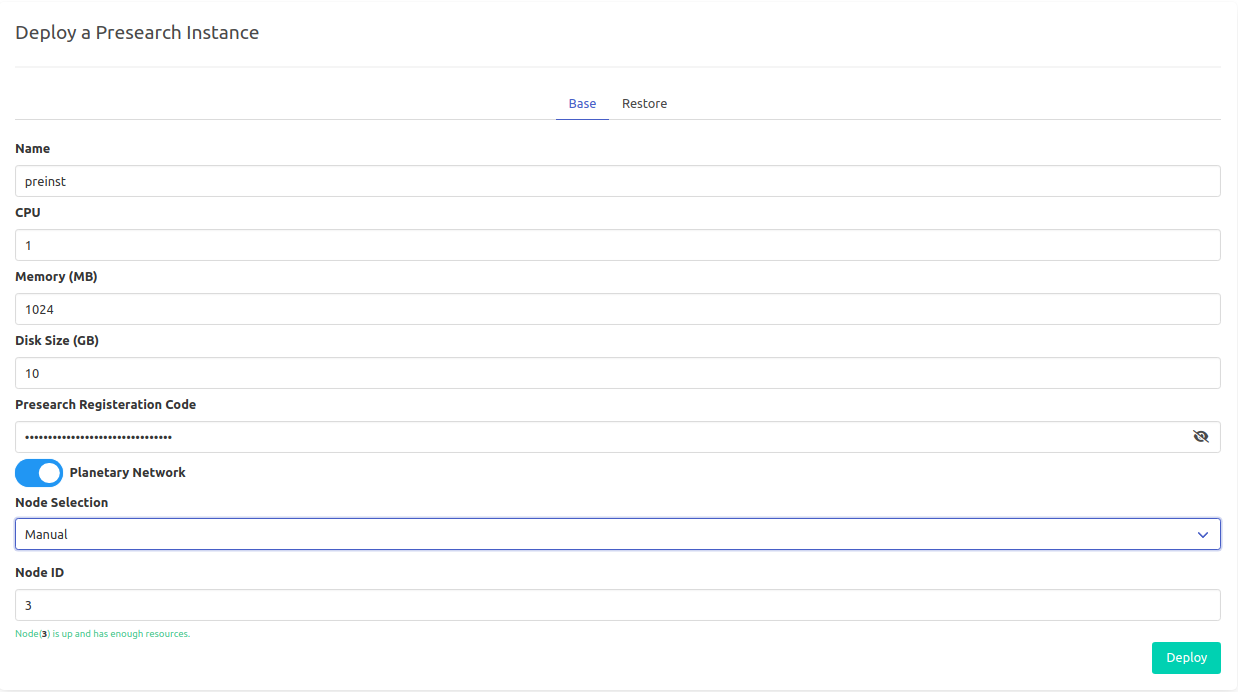 Deploy a Presearch Instance
Base Restore
Name
preinst
CPU
1
Memory (MB)
1024
Disk Size (GB)
10
Presearch Registeration Code
••••••••••••••••••••••••••••••••
Planetary Network
Node Selection
Manual
Node ID
3
Node(3) is up and has enough resources.
Deploy